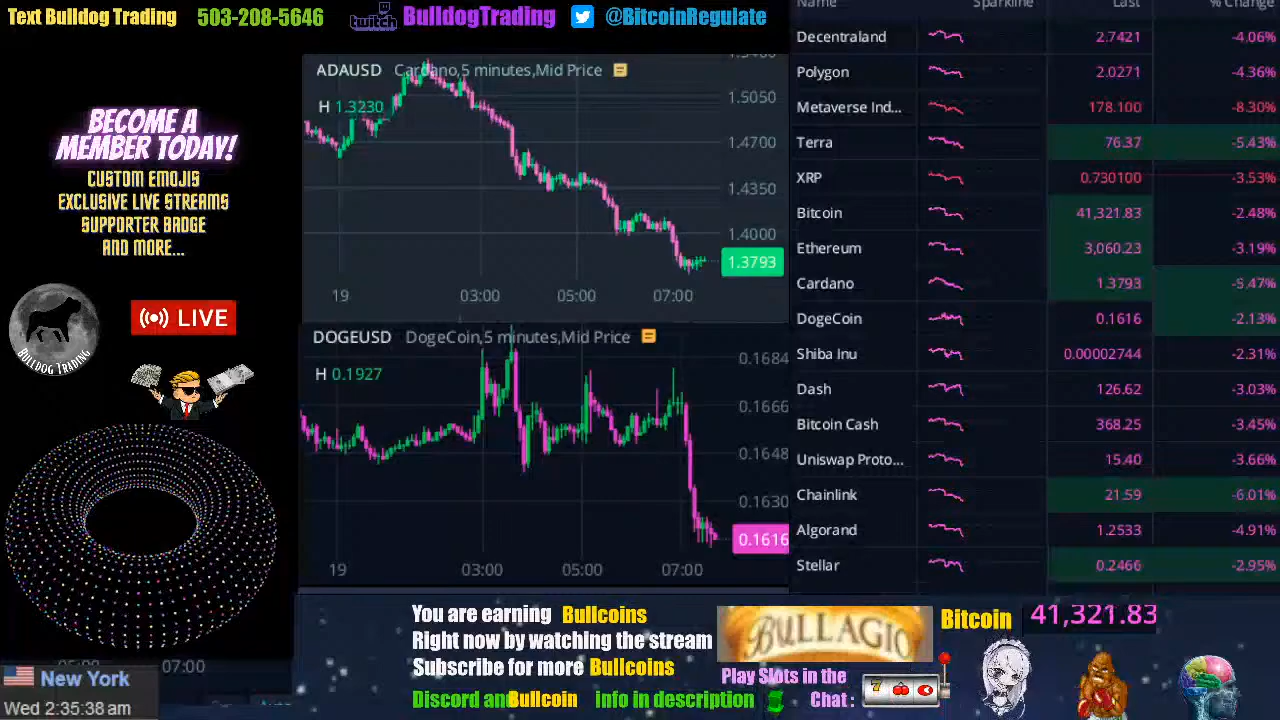 Text Bulldog Trading 503-208-5646 twitch BulldogTrading @BitcoinRegulate
BECOME A
MEMBER TODAY!
CUSTOM EMOJIS
EXCLUSIVE LIVE STREAMS
SUPPORTER BADGE
AND MORE...
BULLDOG TRADING
LIVE
ADAUSD Cardano,5 minutes,Mid Price
H 1.3230
1.5050
1.4700
1.4350
1.4000
1.3793
19 03:00 05:00 07:00
DOGEUSD DogeCoin,5 minutes,Mid Price
H 0.1927
0.1684
0.1666
0.1648
0.1630
0.1616
19 03:00 05:00 07:00
Name Sparkline Last % Change
Decentraland 2.7421 -4.06%
Polygon 2.0271 -4.36%
Metaverse Ind... 178.100 -8.30%
Terra 76.37 -5.43%
XRP 0.730100 -3.53%
Bitcoin 41,321.83 -2.48%
Ethereum 3,060.23 -3.19%
Cardano 1.3793 -5.47%
DogeCoin 0.1616 -2.13%
Shiba Inu 0.00002744 -2.31%
Dash 126.62 -3.03%
Bitcoin Cash 368.25 -3.45%
Uniswap Proto... 15.40 -3.66%
Chainlink 21.59 -6.01%
Algorand 1.2533 -4.91%
Stellar 0.2466 -2.95%
You are earning Bullcoins
Right now by watching the stream
Subscribe for more Bullcoins
Discord and Bullcoin info in description
BULLAGIO
Play Slots in the
Chat :
7
Bitcoin 41,321.83
07:00
New York
Wed 2:35:38 am